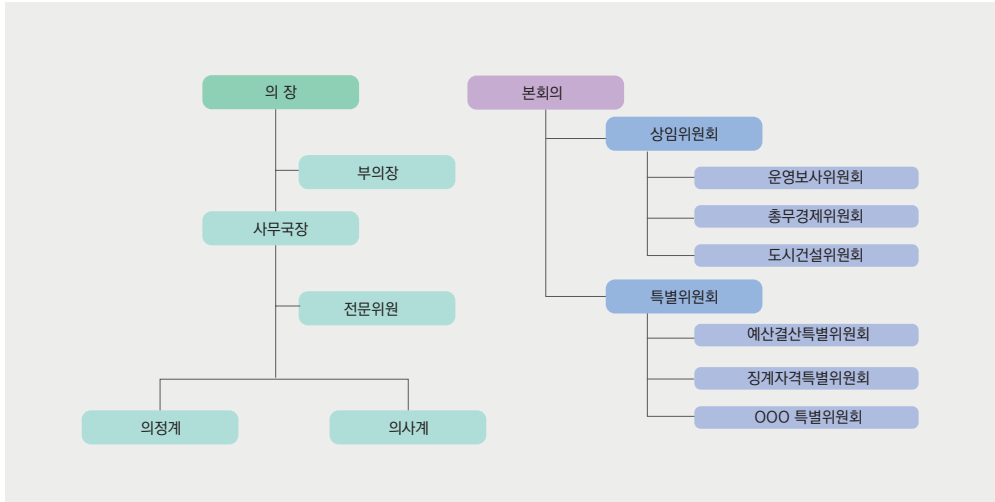 의 장
부의장
사무국장
전문위원
의정계
의사계
본회의
상임위원회
운영보사위원회
총무경제위원회
도시건설위원회
특별위원회
예산결산특별위원회
징계자격특별위원회
OOO 특별위원회